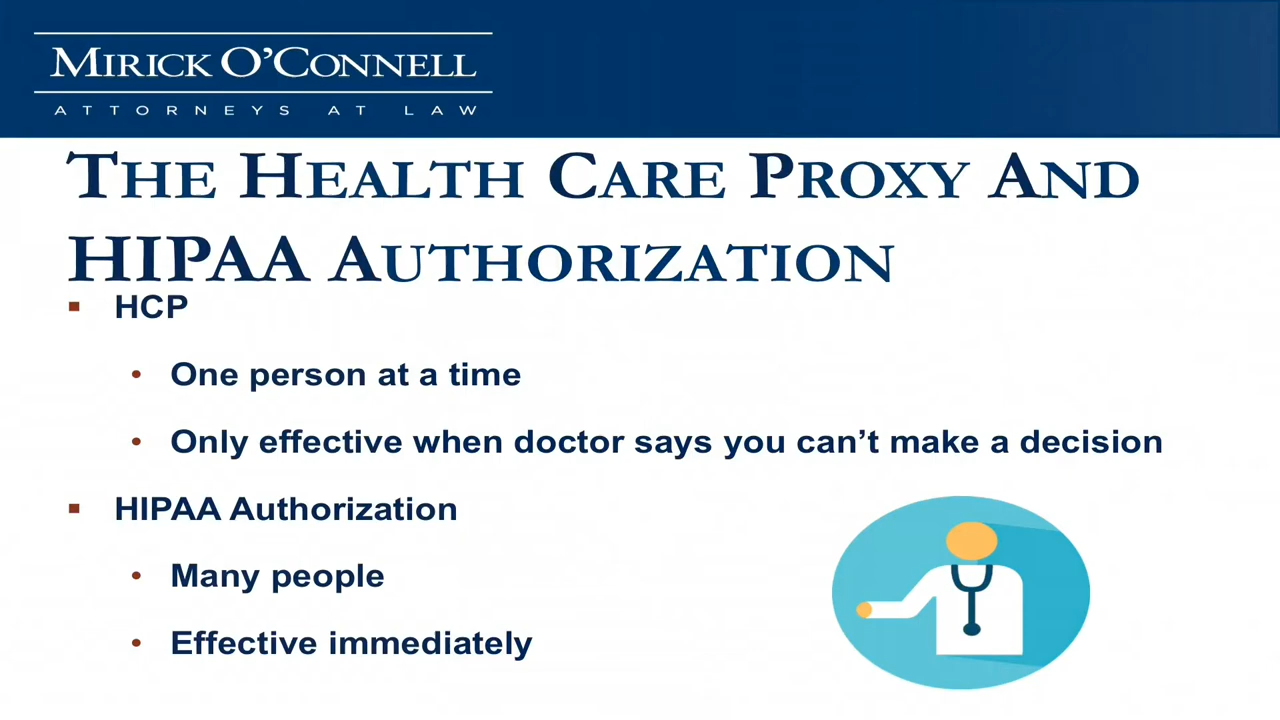 MIRICK O'CONNELL
ATTORNEYS AT LAW
THE HEALTH CARE PROXY AND
HIPAA AUTHORIZATION
▪ HCP
• One person at a time
• Only effective when doctor says you can't make a decision
▪ HIPAA Authorization
• Many people
• Effective immediately